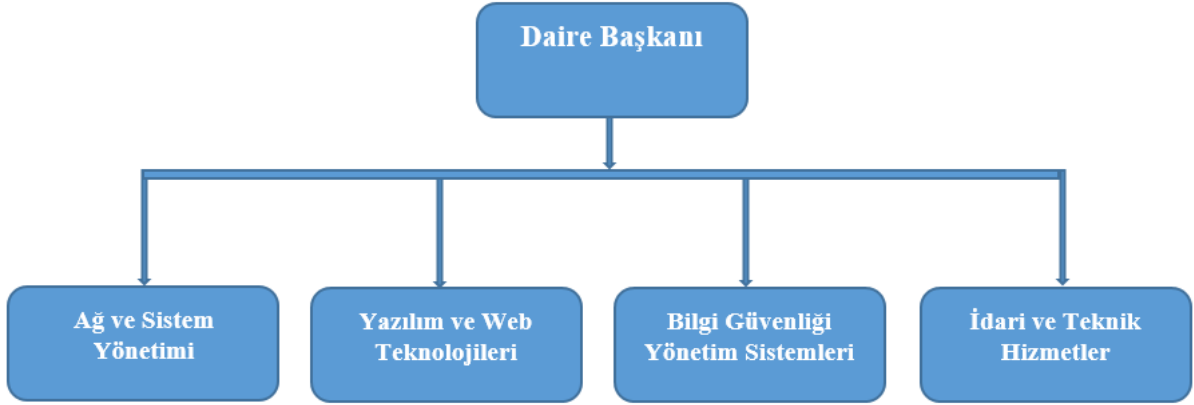 Daire Başkanı
Ağ ve Sistem
Yönetimi
Yazılım ve Web
Teknolojileri
Bilgi Güvenliği
Yönetim Sistemleri
İdari ve Teknik
Hizmetler